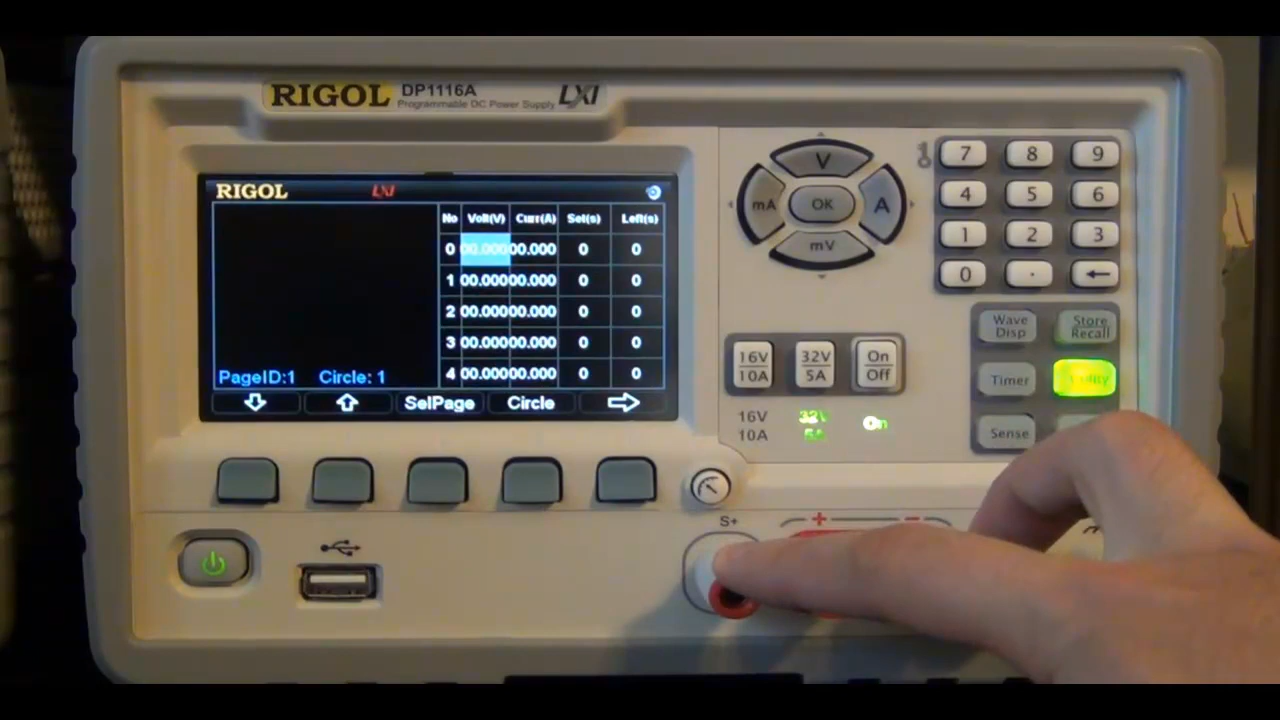 RIGOL DP1116A LXI
Programmable DC Power Supply
RIGOL LXI
No Volt(V) Curr(A) Set(s) Left(s)
0 00.000 00.000 0 0
1 00.000 00.000 0 0
2 00.000 00.000 0 0
3 00.000 00.000 0 0
4 00.000 00.000 0 0
PageID:1 Circle: 1
SelPage Circle
V
mA OK A
mV
7 8 9
4 5 6
1 2 3
0 .
16V
10A
32V
5A
On
Off
16V
10A
32V
5A
On
Wave
Disp
Store
Recall
Timer Utility
Sense
S+
+ −